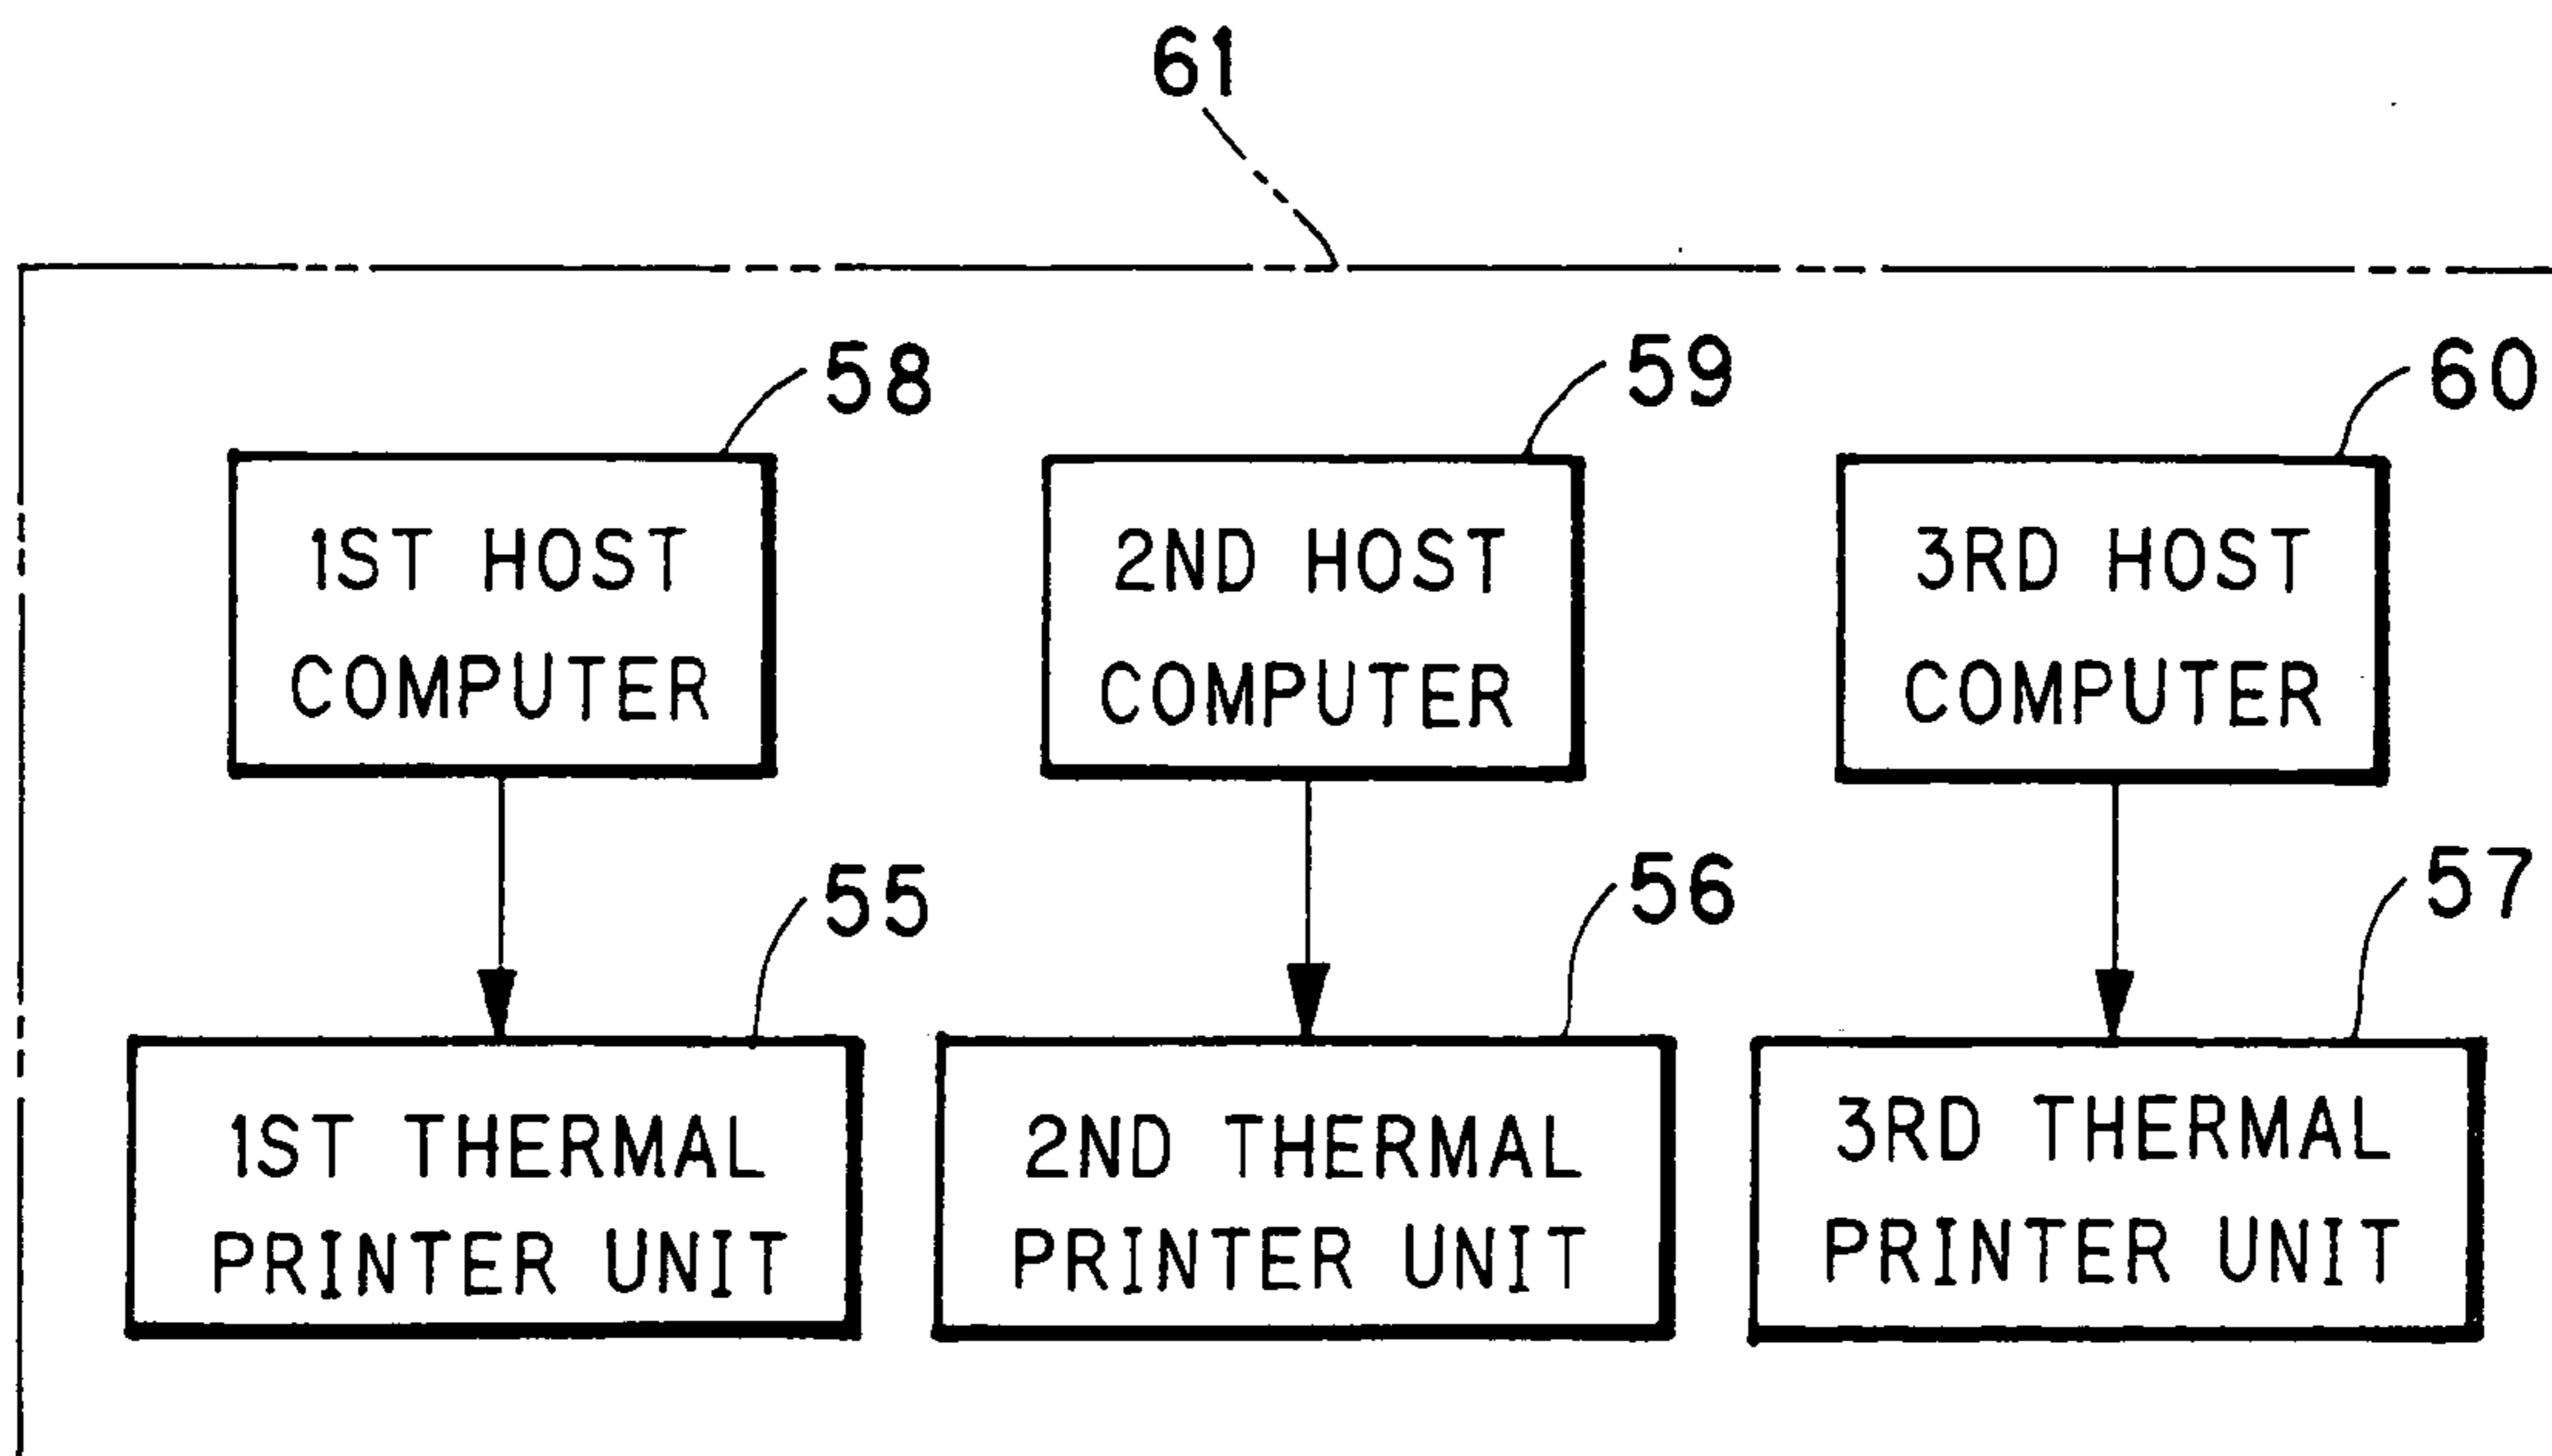 61
58
59
60
1ST HOST
COMPUTER
2ND HOST
COMPUTER
3RD HOST
COMPUTER
55
56
57
1ST THERMAL
PRINTER UNIT
2ND THERMAL
PRINTER UNIT
3RD THERMAL
PRINTER UNIT